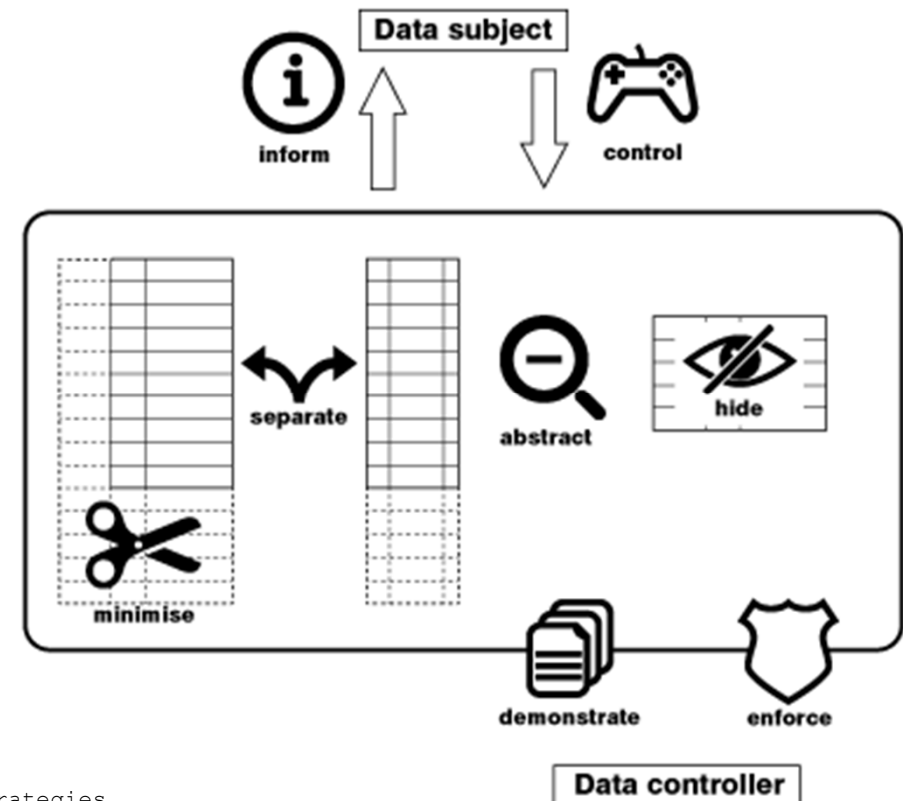 Data subject
inform
control
separate
abstract
hide
minimise
demonstrate
enforce
Data controller